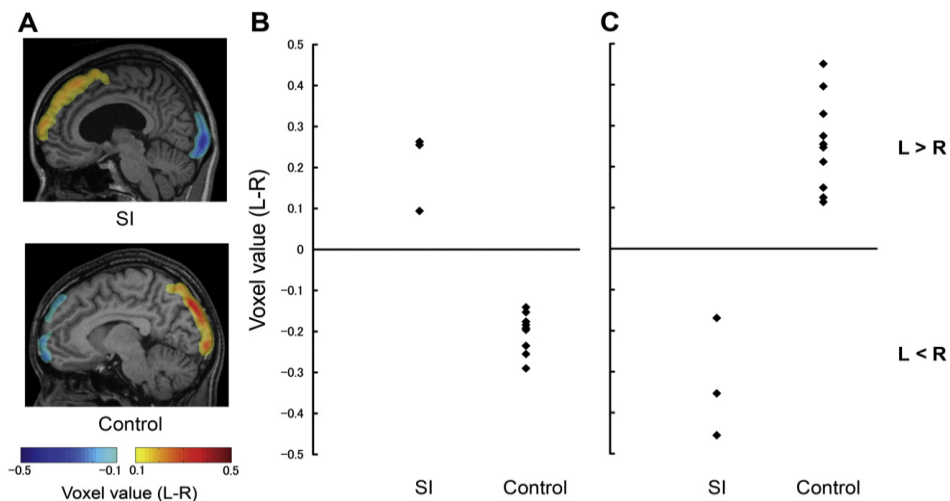 A
SI
Control
−0.5 −0.1 0.1 0.5
Voxel value (L-R)
B
Voxel value (L-R)
0.5
0.4
0.3
0.2
0.1
0
−0.1
−0.2
−0.3
−0.4
−0.5
SI Control
C
L > R
L < R
SI Control